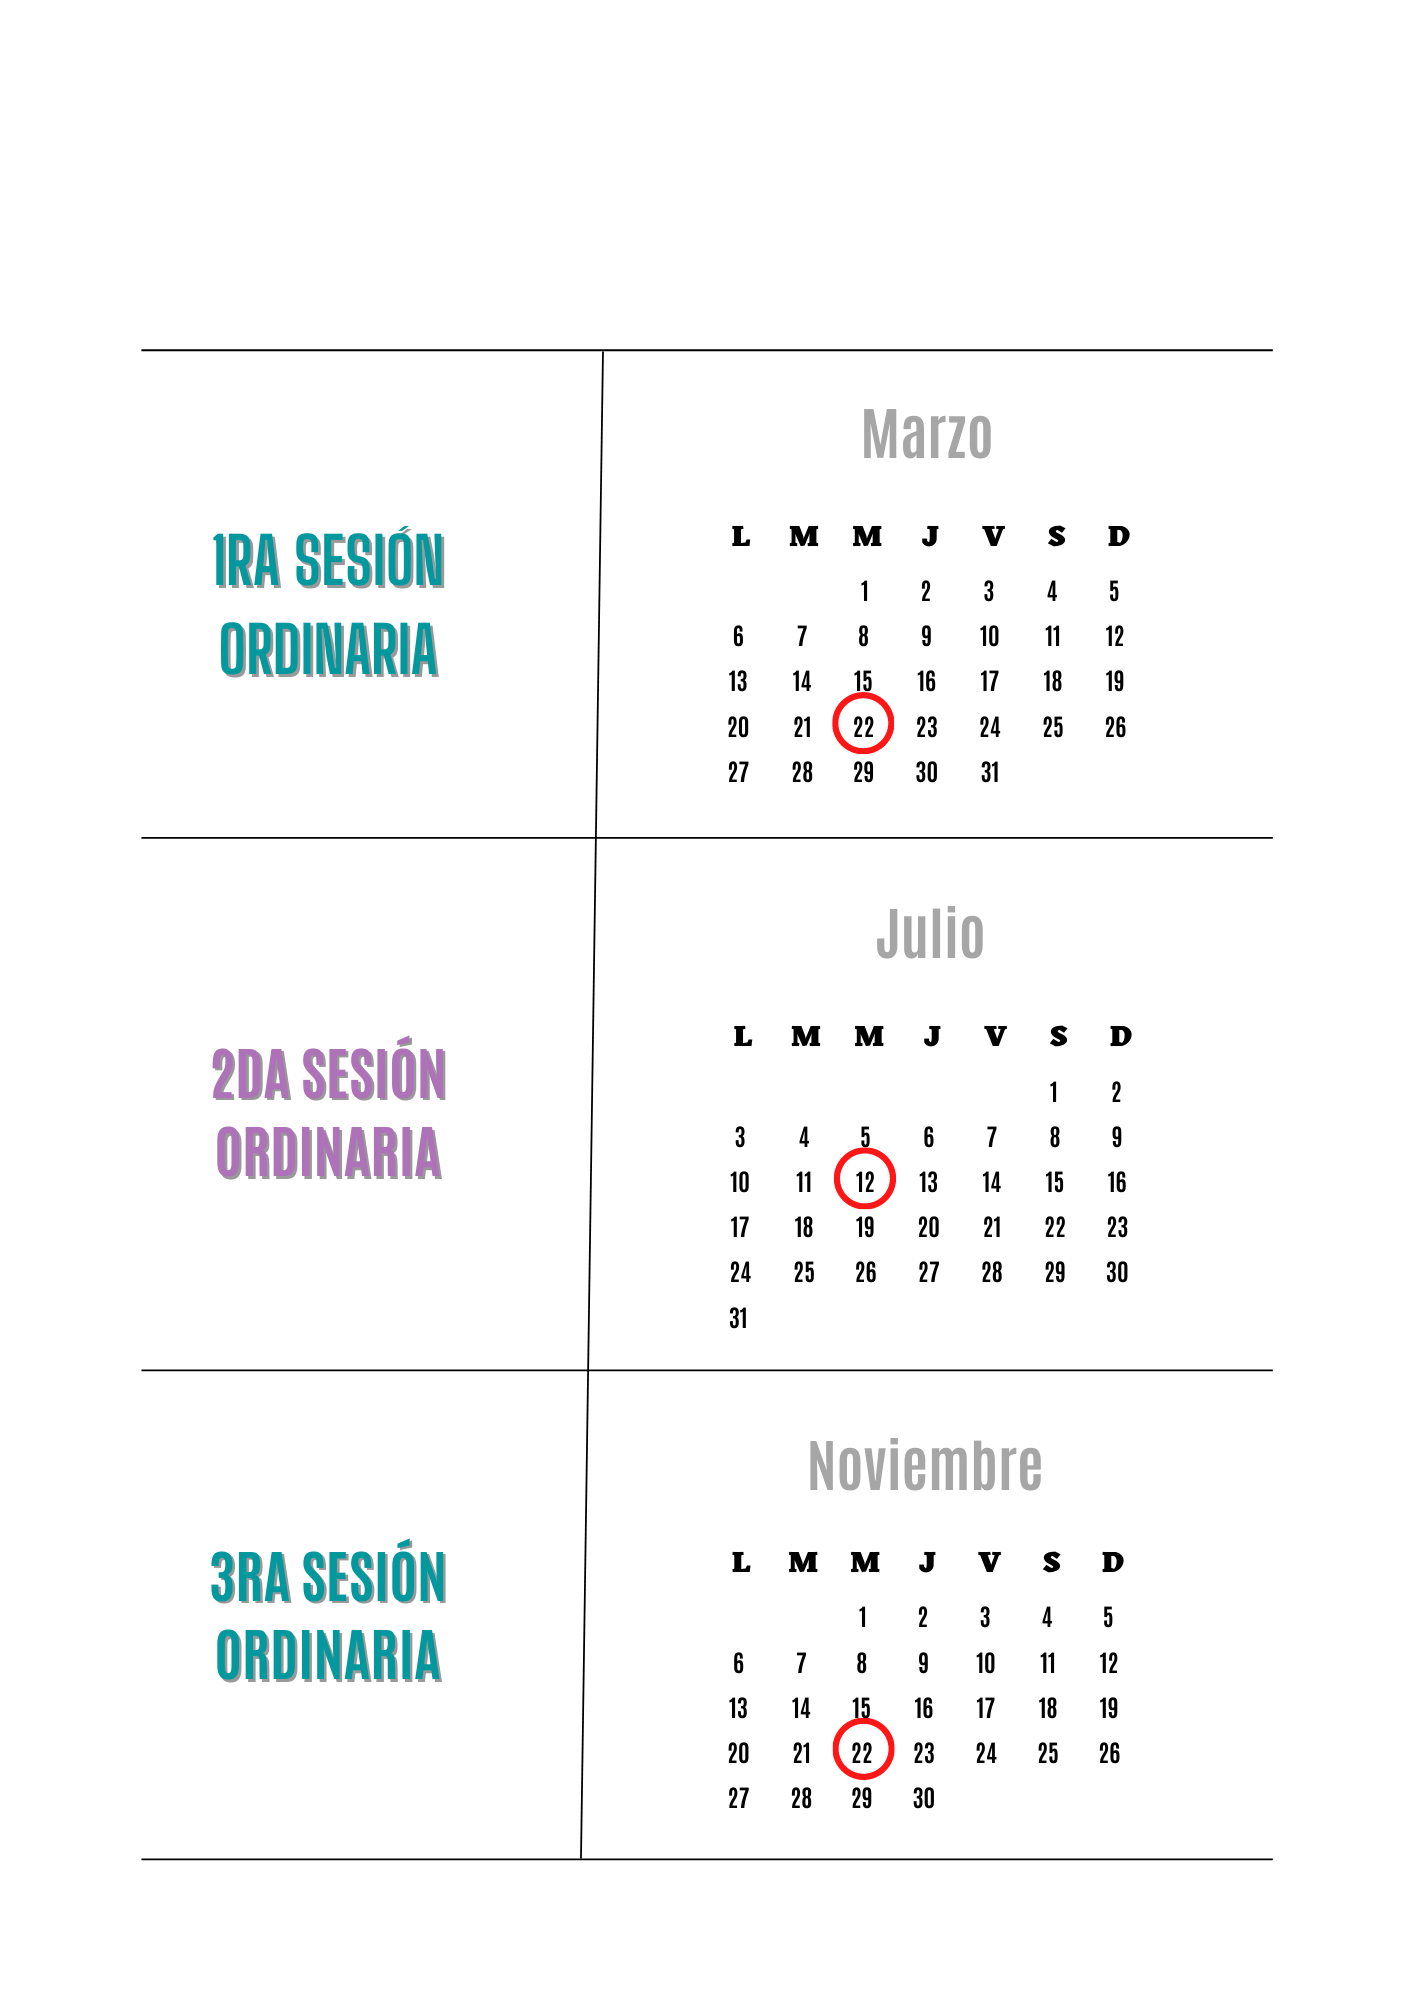 1RA SESIÓN
ORDINARIA
Marzo
L M M J V S D
1 2 3 4 5
6 7 8 9 10 11 12
13 14 15 16 17 18 19
20 21 22 23 24 25 26
27 28 29 30 31
2DA SESIÓN
ORDINARIA
Julio
L M M J V S D
1 2
3 4 5 6 7 8 9
10 11 12 13 14 15 16
17 18 19 20 21 22 23
24 25 26 27 28 29 30
31
3RA SESIÓN
ORDINARIA
Noviembre
L M M J V S D
1 2 3 4 5
6 7 8 9 10 11 12
13 14 15 16 17 18 19
20 21 22 23 24 25 26
27 28 29 30